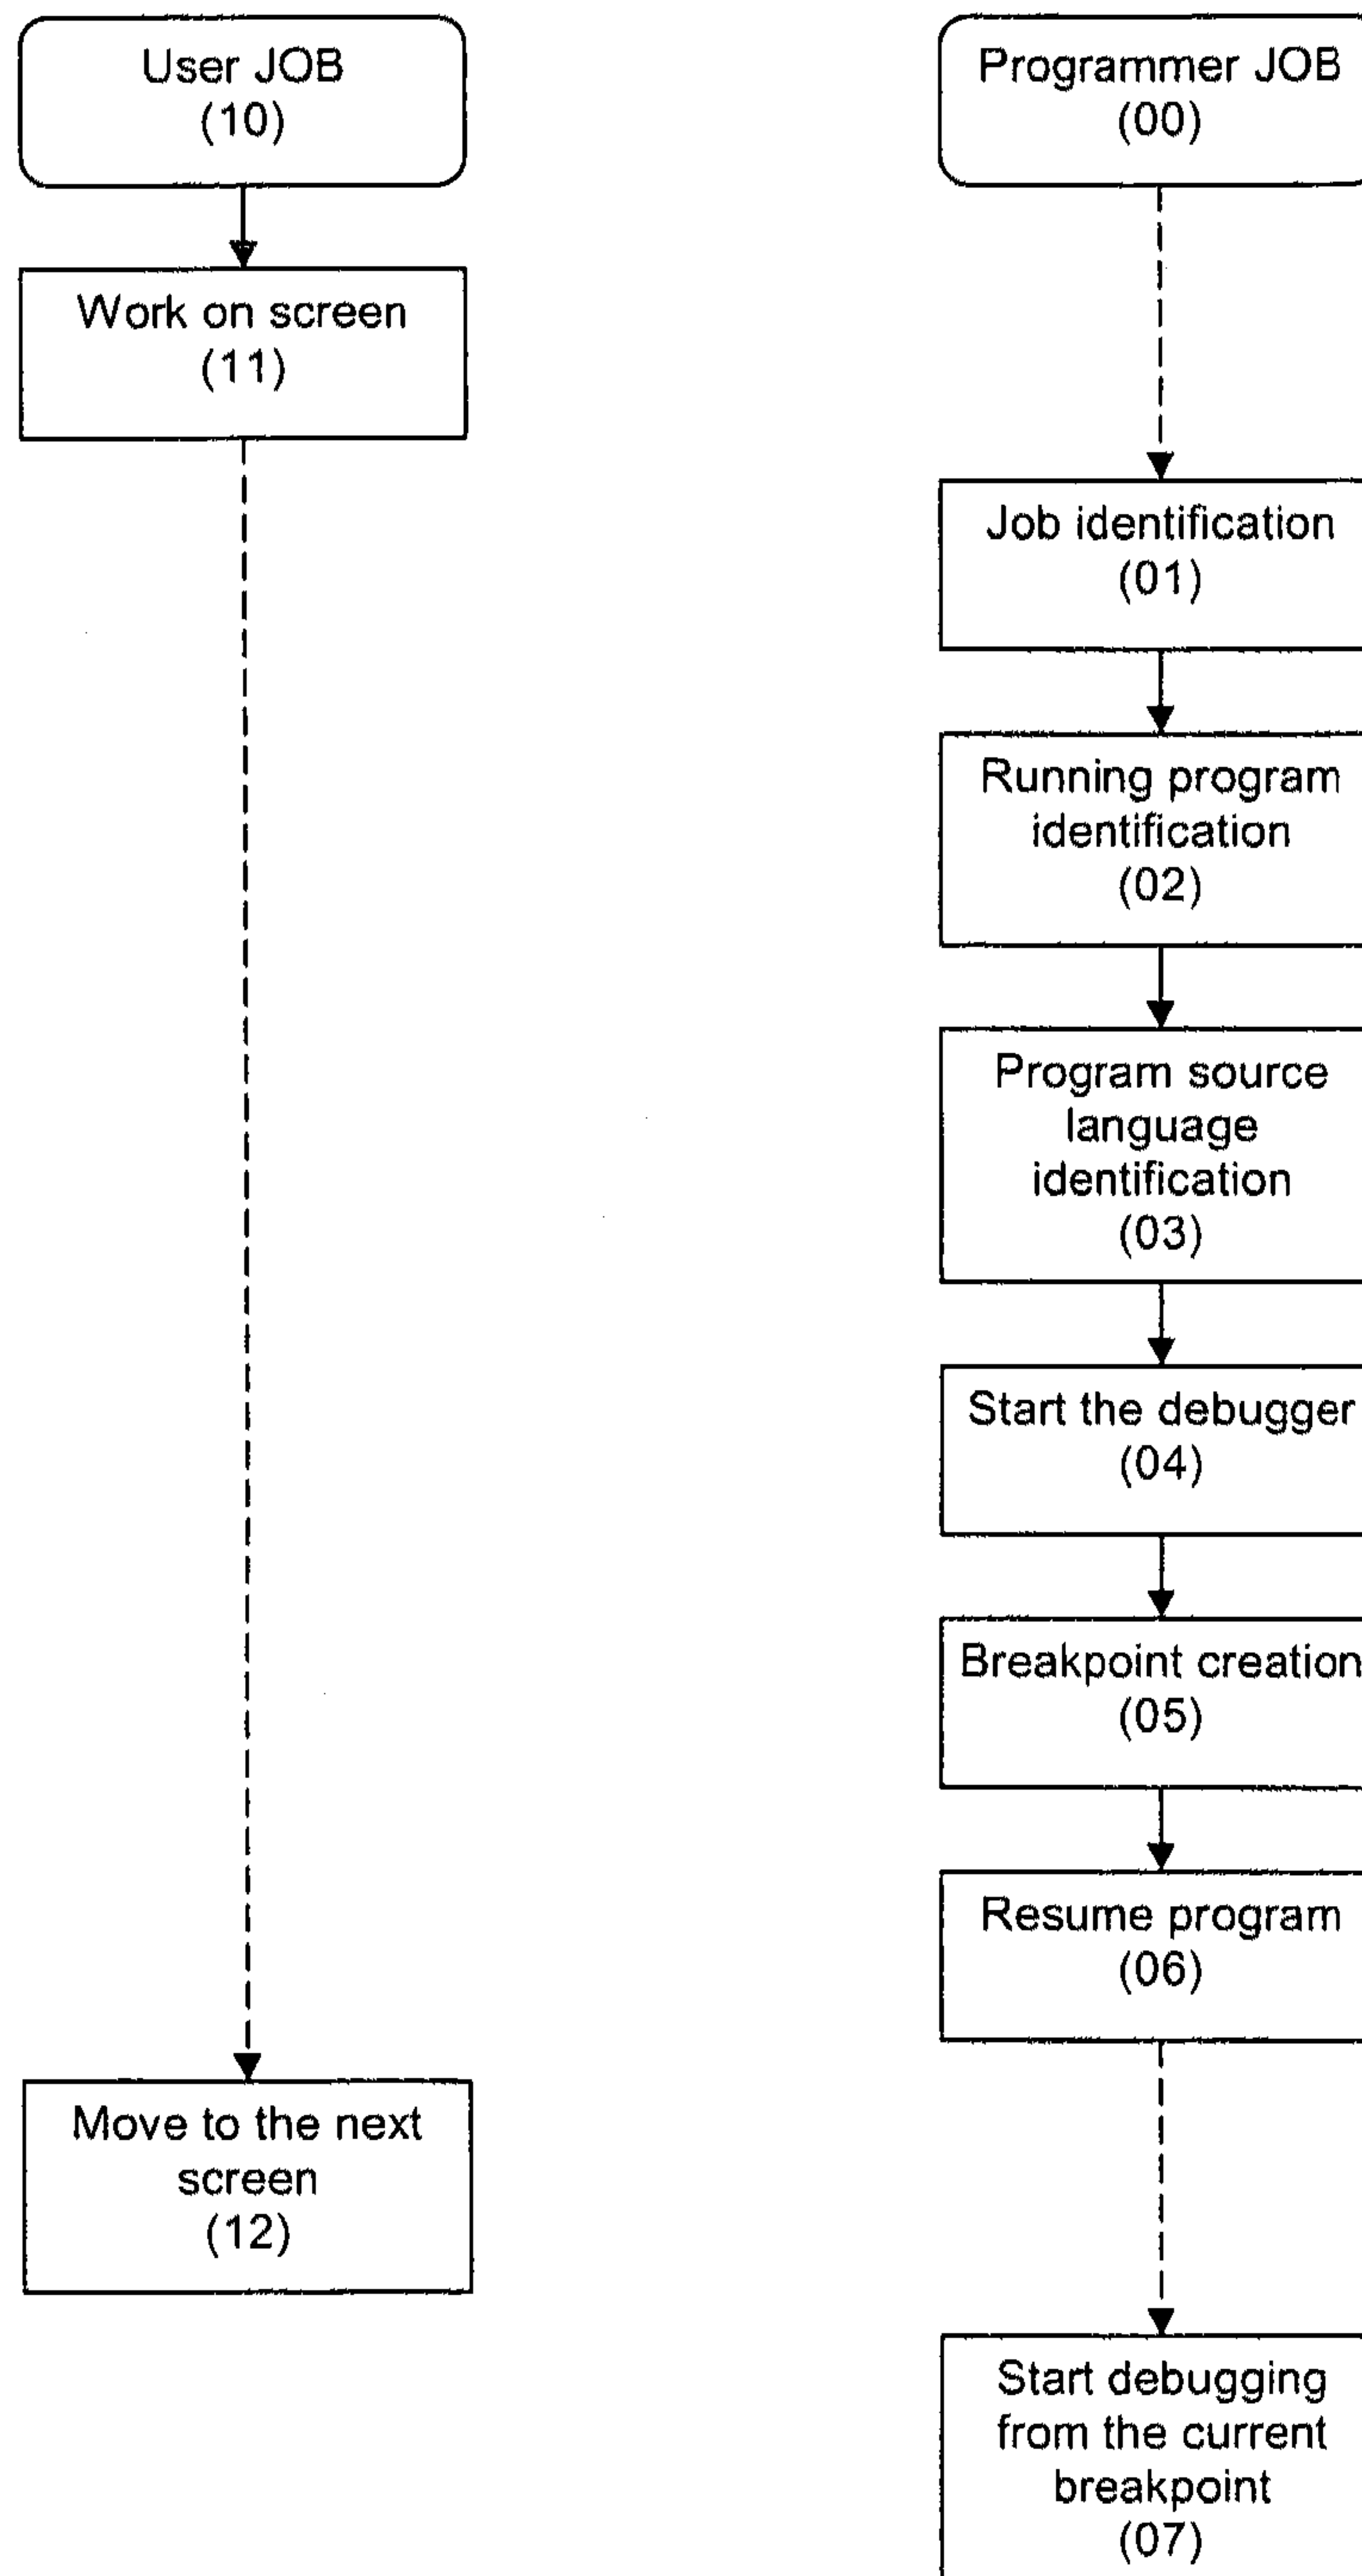 User JOB
(10)
Work on screen
(11)
Move to the next
screen
(12)
Programmer JOB
(00)
Job identification
(01)
Running program
identification
(02)
Program source
language
identification
(03)
Start the debugger
(04)
Breakpoint creation
(05)
Resume program
(06)
Start debugging
from the current
breakpoint
(07)